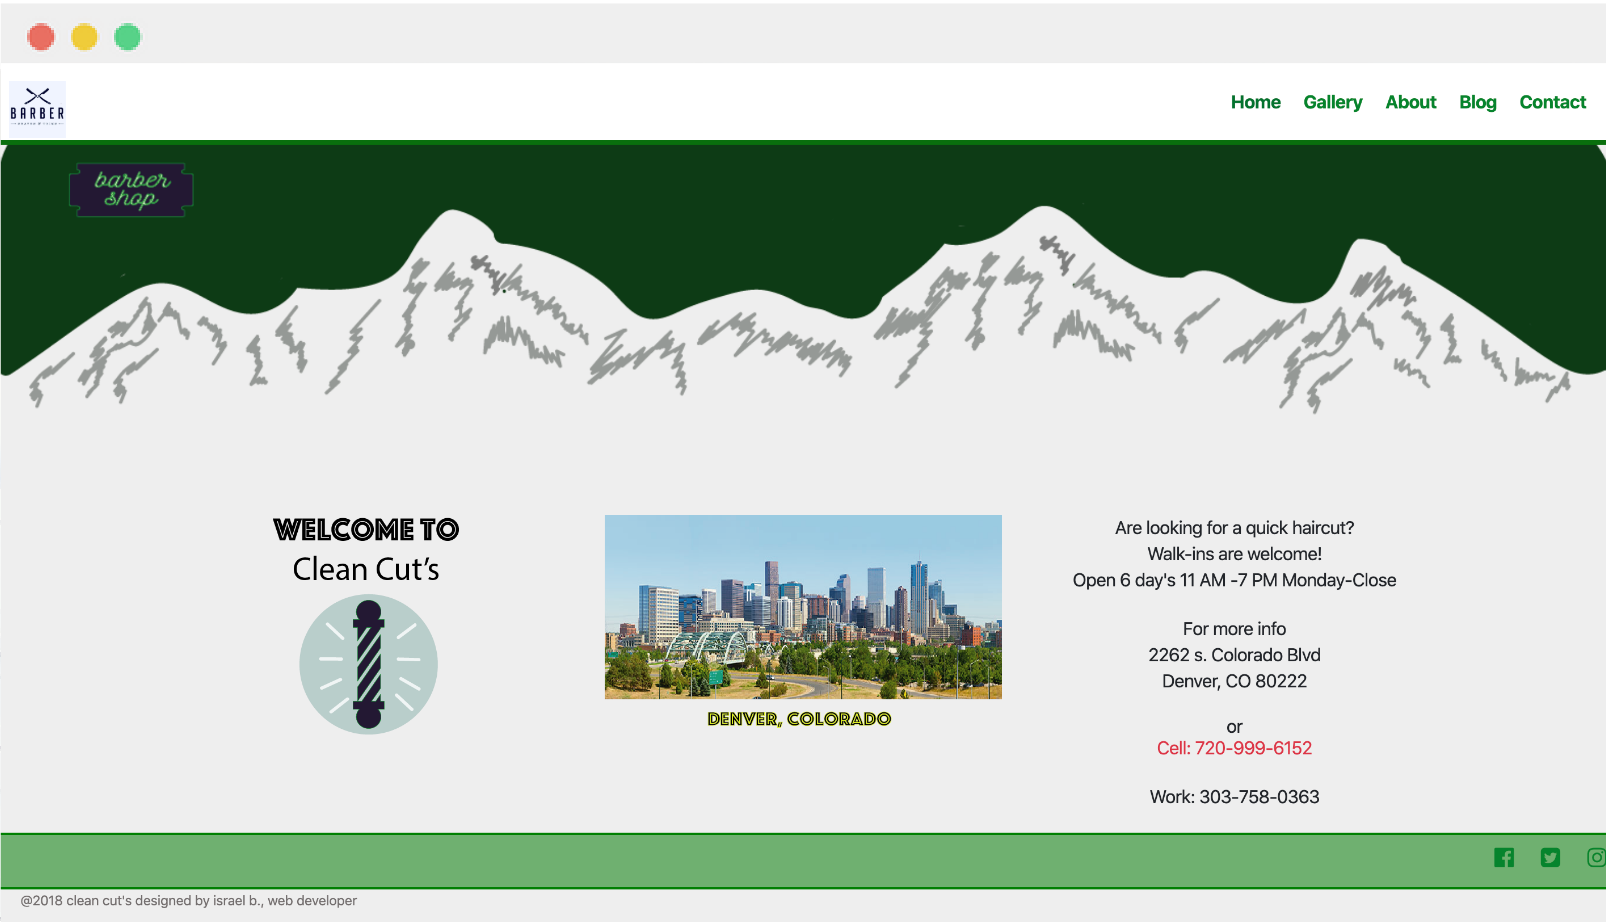 BARBER
Home Gallery About Blog Contact
barber
shop
WELCOME TO
Clean Cut’s
DENVER, COLORADO
Are looking for a quick haircut?
Walk-ins are welcome!
Open 6 day's 11 AM -7 PM Monday-Close
For more info
2262 s. Colorado Blvd
Denver, CO 80222
or
Cell: 720-999-6152
Work: 303-758-0363
@2018 clean cut's designed by israel b., web developer